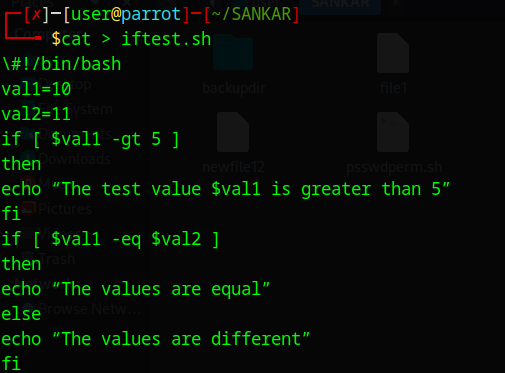 ┌─[✗]─[user@parrot]─[~/SANKAR]
└──╼ $cat > iftest.sh
\#!/bin/bash
val1=10
val2=11
if [ $val1 -gt 5 ]
then
echo “The test value $val1 is greater than 5”
fi
if [ $val1 -eq $val2 ]
then
echo “The values are equal”
else
echo “The values are different”
fi
SANKAR
backupdir
file1
newfile12
psswdperm.sh
Downloads
Pictures
Trash
Browse Netw…